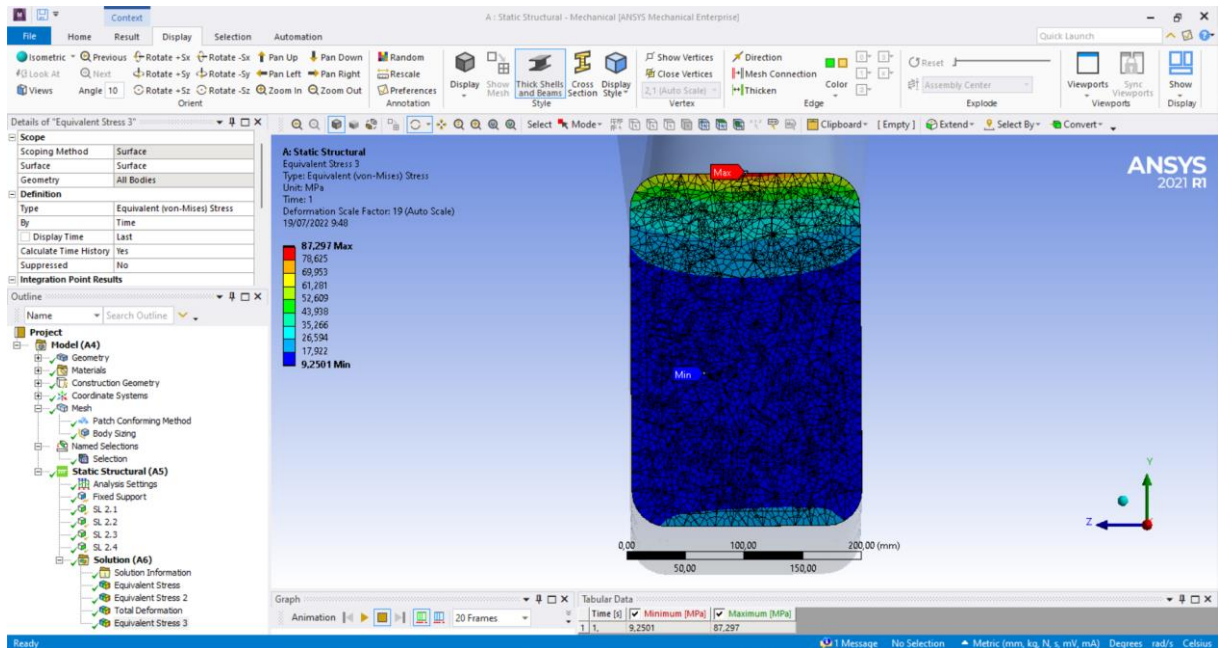 Context
A : Static Structural - Mechanical [ANSYS Mechanical Enterprise]
File Home Result Display Selection Automation
Quick Launch
Isometric Previous Rotate +Sx Rotate -Sx Pan Up Pan Down Random
Look At Next Rotate +Sy Rotate -Sy Pan Left Pan Right Rescale
Views Angle 10 Rotate +Sz Rotate -Sz Zoom In Zoom Out Preferences
Orient
Annotation
Display
Show Mesh
Thick Shells and Beams
Cross Section
Display Style
Style
Show Vertices
Close Vertices
2,1 (Auto Scale)
Vertex
Direction
Mesh Connection
Thicken
Color
Edge
Reset
Assembly Center
Explode
Viewports
Sync Viewports
Viewports
Show
Display
Details of "Equivalent Stress 3"
Select Mode Clipboard [ Empty ] Extend Select By Convert
Scope
Scoping Method Surface
Surface Surface
Geometry All Bodies
Definition
Type Equivalent (von-Mises) Stress
By Time
Display Time Last
Calculate Time History Yes
Suppressed No
Integration Point Results
Outline
Name Search Outline
Project
Model (A4)
Geometry
Materials
Construction Geometry
Coordinate Systems
Mesh
Patch Conforming Method
Body Sizing
Named Selections
Selection
Static Structural (A5)
Analysis Settings
Fixed Support
SL 2.1
SL 2.2
SL 2.3
SL 2.4
Solution (A6)
Solution Information
Equivalent Stress
Equivalent Stress 2
Total Deformation
Equivalent Stress 3
A: Static Structural
Equivalent Stress 3
Type: Equivalent (von-Mises) Stress
Unit: MPa
Time: 1
Deformation Scale Factor: 19 (Auto Scale)
19/07/2022 9:48
87,297 Max
78,625
69,953
61,281
52,609
43,938
35,266
26,594
17,922
9,2501 Min
Max
Min
ANSYS
2021 R1
Y
Z
0,00 100,00 200,00 (mm)
50,00 150,00
Graph
Animation 20 Frames
Tabular Data
Time [s] Minimum [MPa] Maximum [MPa]
1 1, 9,2501 87,297
Ready 1 Message No Selection Metric (mm, kg, N, s, mV, mA) Degrees rad/s Celsius